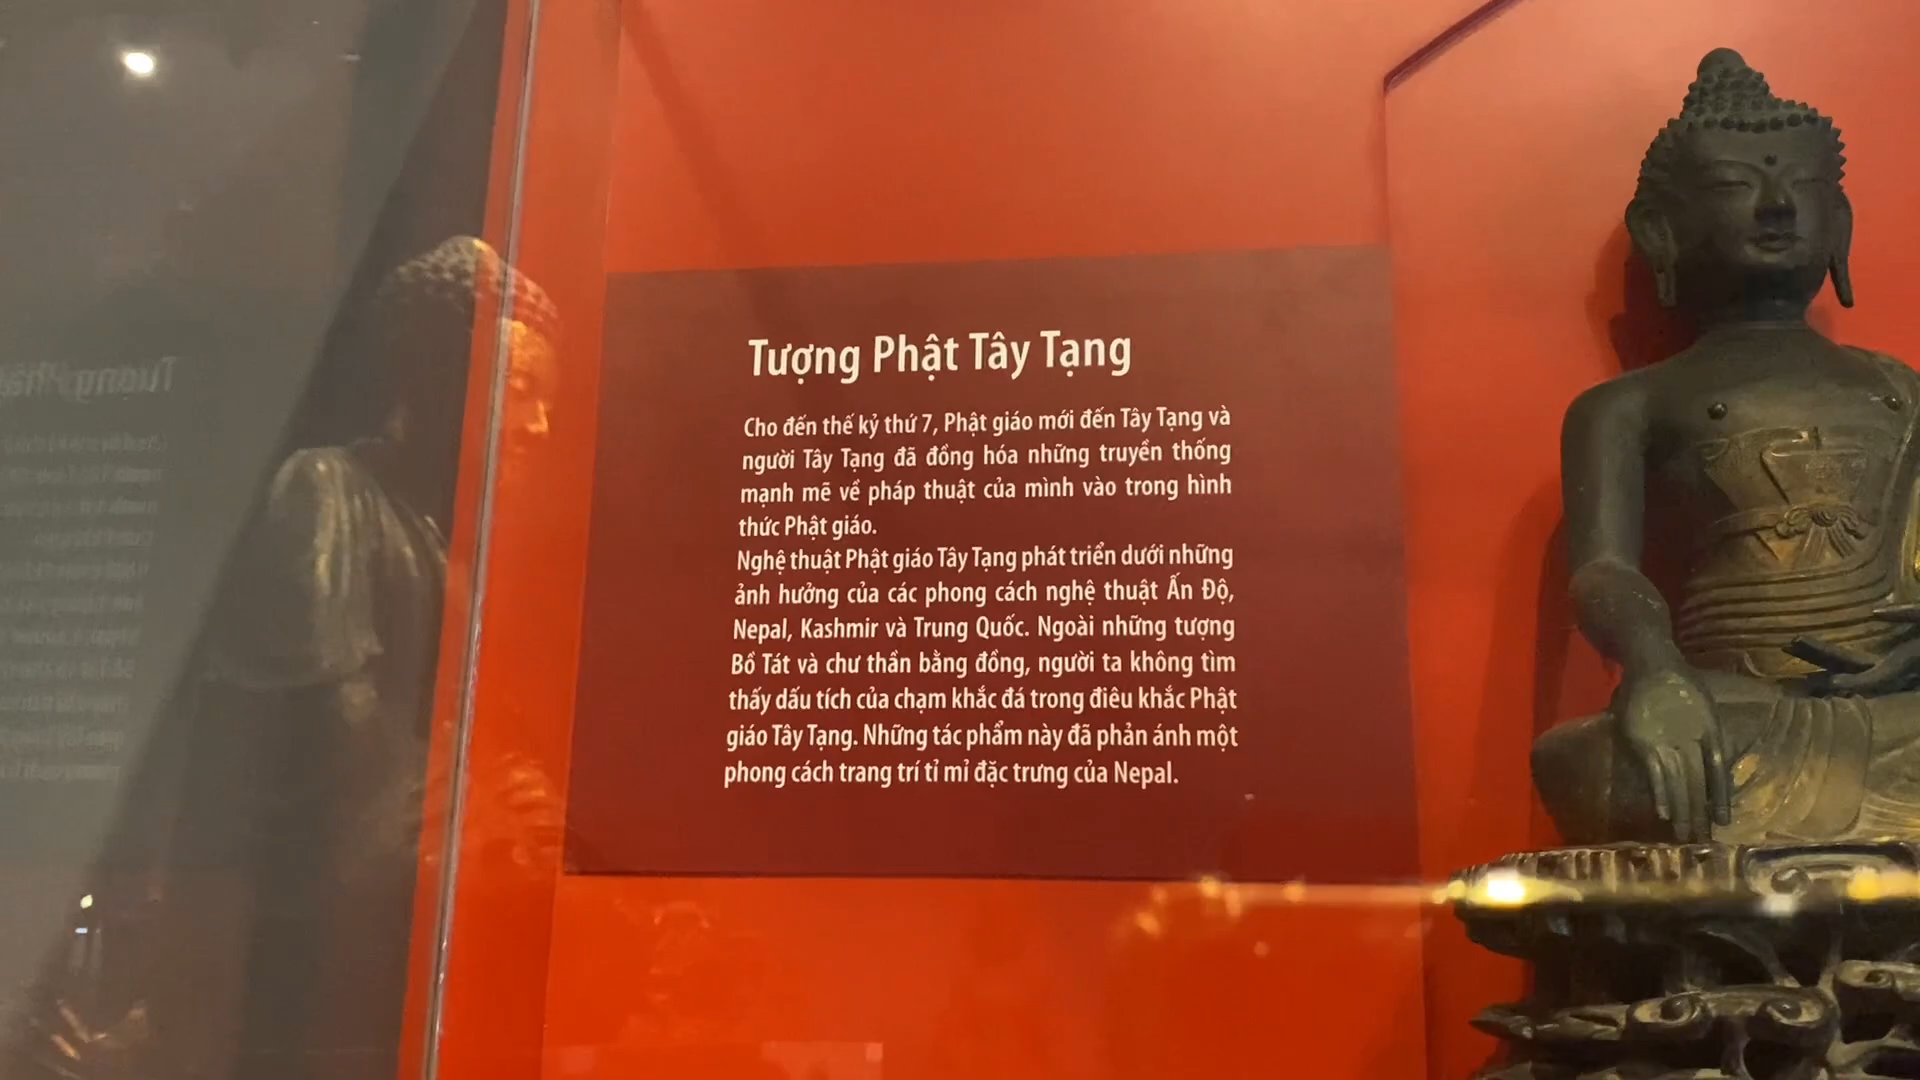 Tượng Phật Tây Tạng
Cho đến thế kỷ thứ 7, Phật giáo mới đến Tây Tạng và
người Tây Tạng đã đồng hóa những truyền thống
mạnh mẽ về pháp thuật của mình vào trong hình
thức Phật giáo.
Nghệ thuật Phật giáo Tây Tạng phát triển dưới những
ảnh hưởng của các phong cách nghệ thuật Ấn Độ,
Nepal, Kashmir và Trung Quốc. Ngoài những tượng
Bồ Tát và chư thần bằng đồng, người ta không tìm
thấy dấu tích của chạm khắc đá trong điêu khắc Phật
giáo Tây Tạng. Những tác phẩm này đã phản ánh một
phong cách trang trí tỉ mỉ đặc trưng của Nepal.